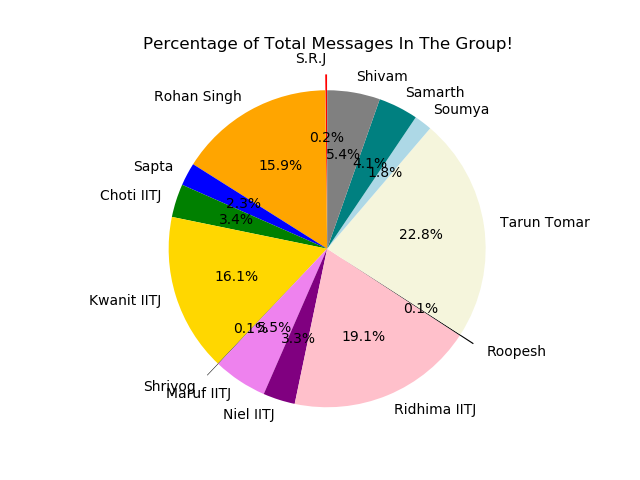 Percentage of Total Messages In The Group!
S.R.J
Shivam
Samarth
Soumya
Rohan Singh
0.2%
5.4%
4.1%
1.8%
15.9%
Sapta
2.3%
Choti IITJ
3.4%
Tarun Tomar
22.8%
Kwanit IITJ
16.1%
0.1%
5.5%
3.3%
19.1%
0.1%
Roopesh
Shriyog
Maruf IITJ
Niel IITJ
Ridhima IITJ